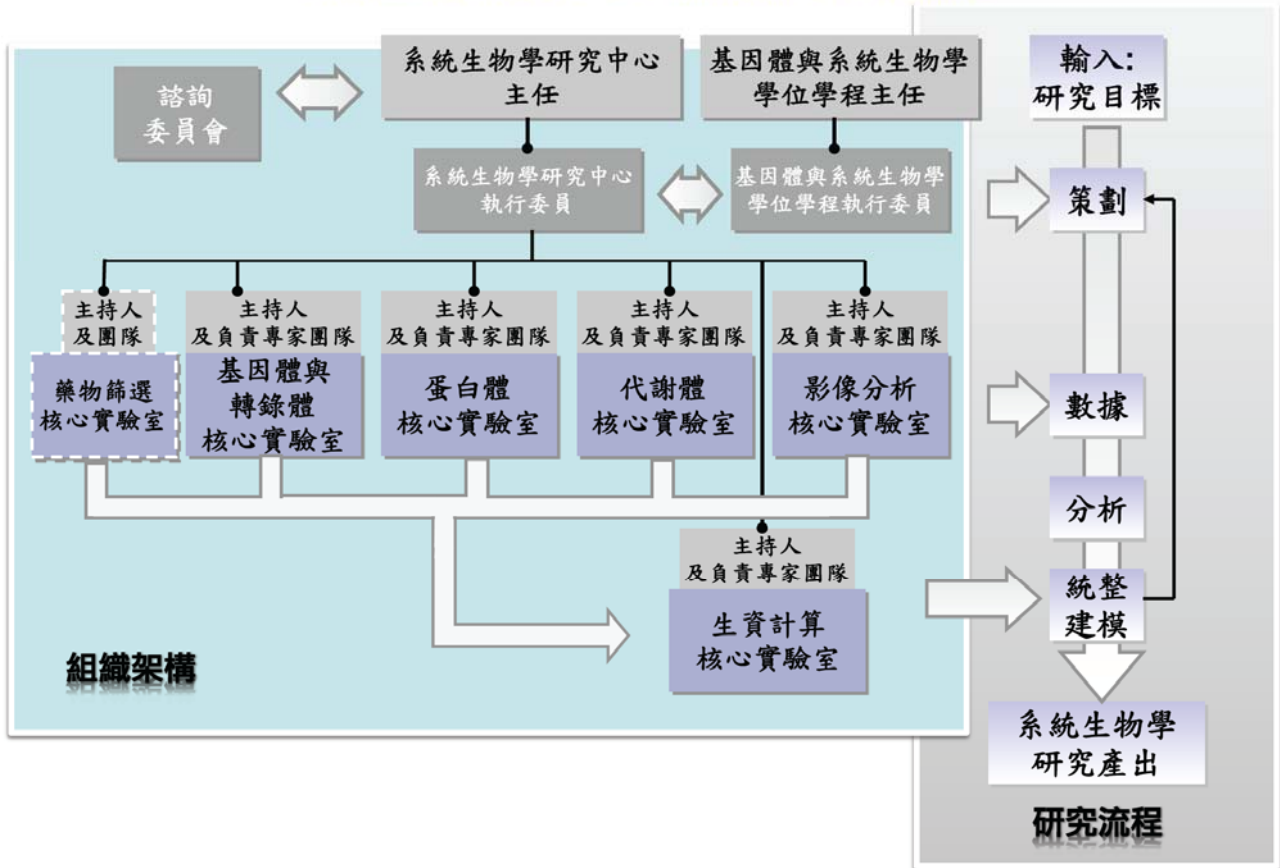 系統生物學研究中心
主任
基因體與系統生物學
學位學程主任
諮詢
委員會
系統生物學研究中心
執行委員
基因體與系統生物學
學位學程執行委員
主持人
及團隊
藥物篩選
核心實驗室
主持人
及負責專家團隊
基因體與
轉錄體
核心實驗室
主持人
及負責專家團隊
蛋白體
核心實驗室
主持人
及負責專家團隊
代謝體
核心實驗室
主持人
及負責專家團隊
影像分析
核心實驗室
主持人
及負責專家團隊
生資計算
核心實驗室
組織架構
輸入:
研究目標
策劃
數據
分析
統整
建模
系統生物學
研究產出
研究流程